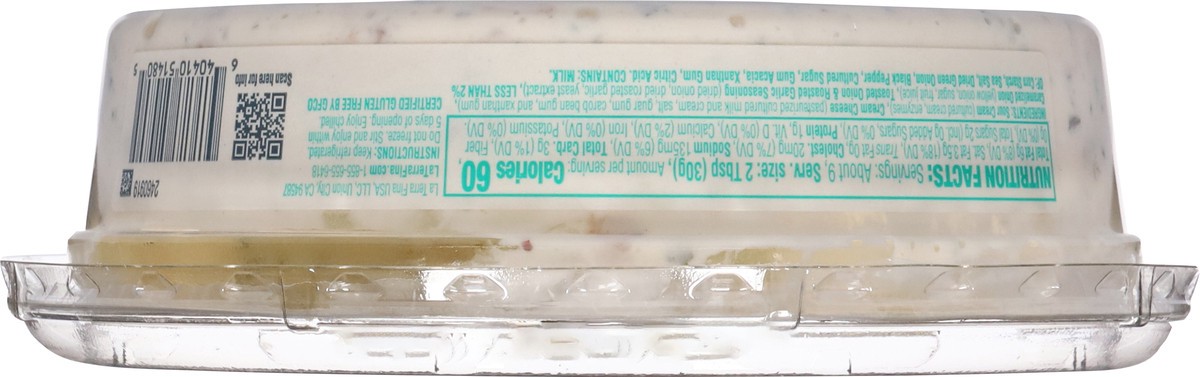 NUTRITION FACTS: Servings: About 9, Serv. size: 2 Tbsp (30g), Amount per serving: Calories 60,
Total Fat 6g (8% DV), Sat. Fat 3.5g (18% DV), Trans Fat 0g, Cholest. 20mg (7% DV), Sodium 135mg (6% DV), Total Carb. 3g (1% DV), Fiber
0g (0% DV), Total Sugars 2g (Incl. 0g Added Sugars, 0% DV), Protein 1g, Vit. D (0% DV), Calcium (2% DV), Iron (0% DV), Potassium
(0% DV).
INGREDIENTS: Sour Cream (cultured cream, enzymes), Cream Cheese (pasteurized cultured milk and cream, salt, guar gum, carob bean gum, and xanthan gum),
Caramelized Onion (yellow onion, sugar, fruit juice), Roasted Onion & Roasted Garlic Seasoning (dried onion, dried roasted garlic, yeast extract), LESS THAN 2%
OF: Corn Starch, Sea Salt, Dried Green Onion, Black Pepper, Cultured Sugar, Gum Acacia, Xanthan Gum, Citric Acid. CONTAINS: MILK.
La Terra Fina USA, LLC, Union City, CA 94587
LaTerraFina.com
INSTRUCTIONS: Keep refrigerated.
Do not freeze. Stir and enjoy within
5 days of opening. Enjoy chilled.
CERTIFIED GLUTEN FREE BY GFCO
Scan here for info
2460919
6 40410 51480 5